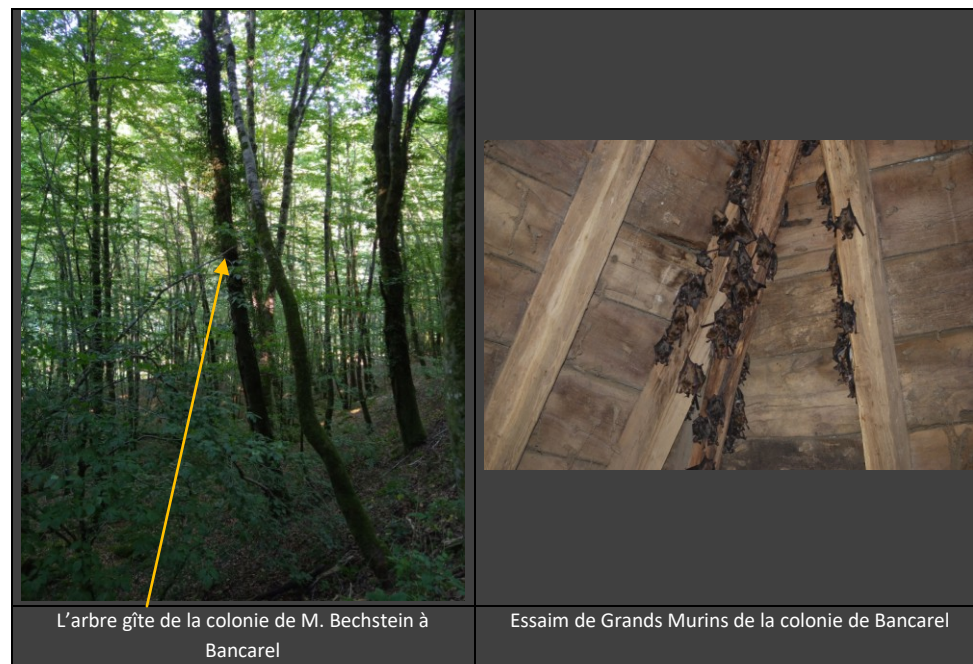 L’arbre gîte de la colonie de M. Bechstein à
Bancarel
Essaim de Grands Murins de la colonie de Bancarel